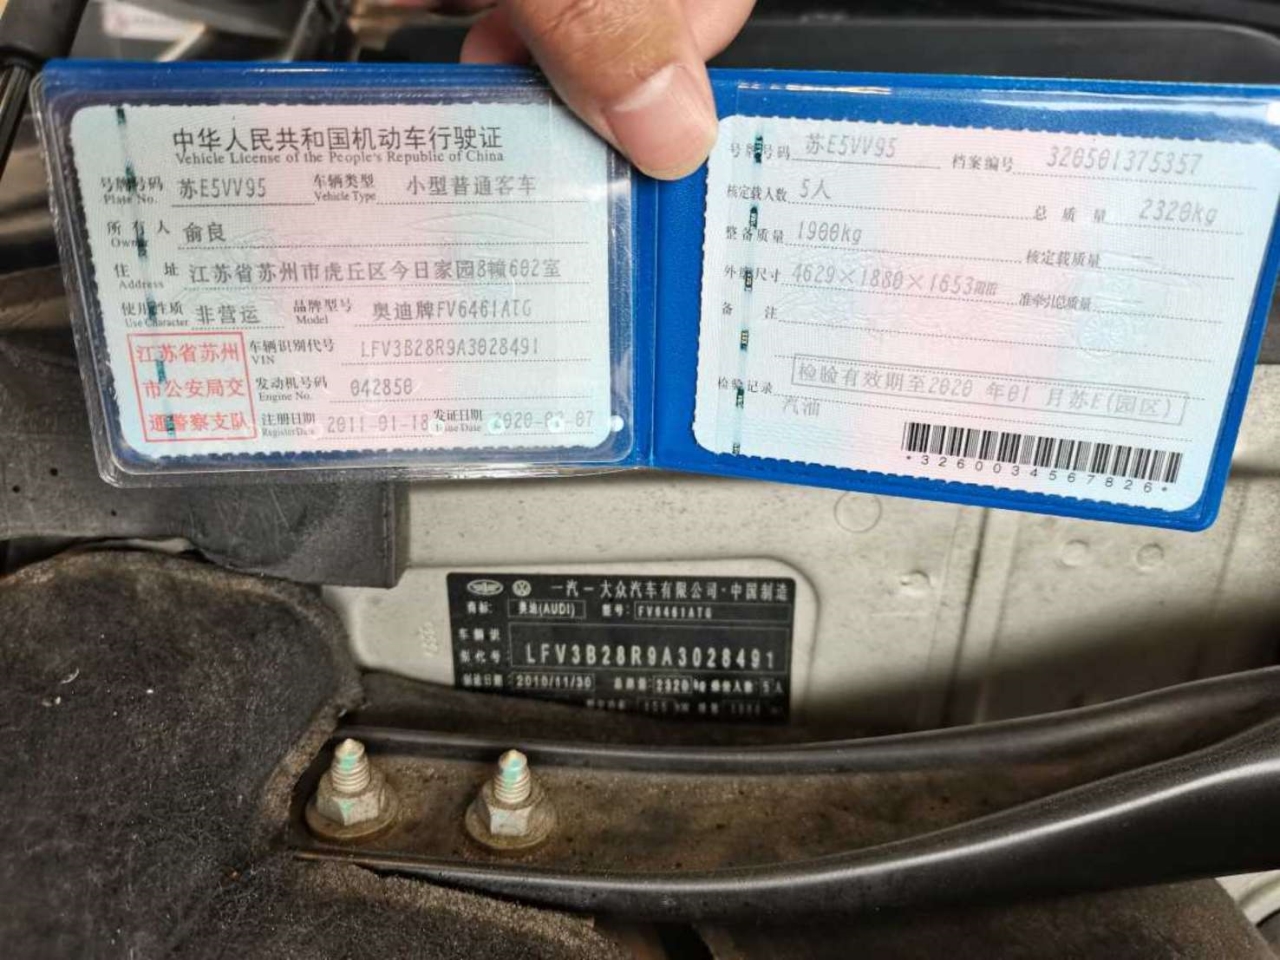 中华人民共和国机动车行驶证
Vehicle License of the People's Republic of China
号牌号码 苏E5VV95 车辆类型 小型普通客车
Plate No. Vehicle Type
所有人 俞良
Owner
住址 江苏省苏州市虎丘区今日家园8幢602室
Address
使用性质 非营运 品牌型号 奥迪牌FV6461ATG
Use Character Model
江苏省苏州
市公安局交
通警察支队
车辆识别代号 LFV3B28R9A3028491
VIN
发动机号码 042850
Engine No.
注册日期 2011-01-18 发证日期
Register Date Issue Date
号牌号码 苏E5VV95 档案编号 320501375357
核定载人数 5人 总质量 2320kg
整备质量 1900kg 核定载质量 --
外廓尺寸 4629×1880×1653mm 准牵引总质量 --
备注
检验有效期至2020年01月苏E(园区)
检验记录
汽油
*3260034567826*
一汽一大众汽车有限公司·中国制造
商标: 奥迪(AUDI) 型号: FV6461ATG
车辆识
别代号: LFV3B28R9A3028491
制造日期 2010/11/30 总质量 2320 kg 乘坐人数 5人